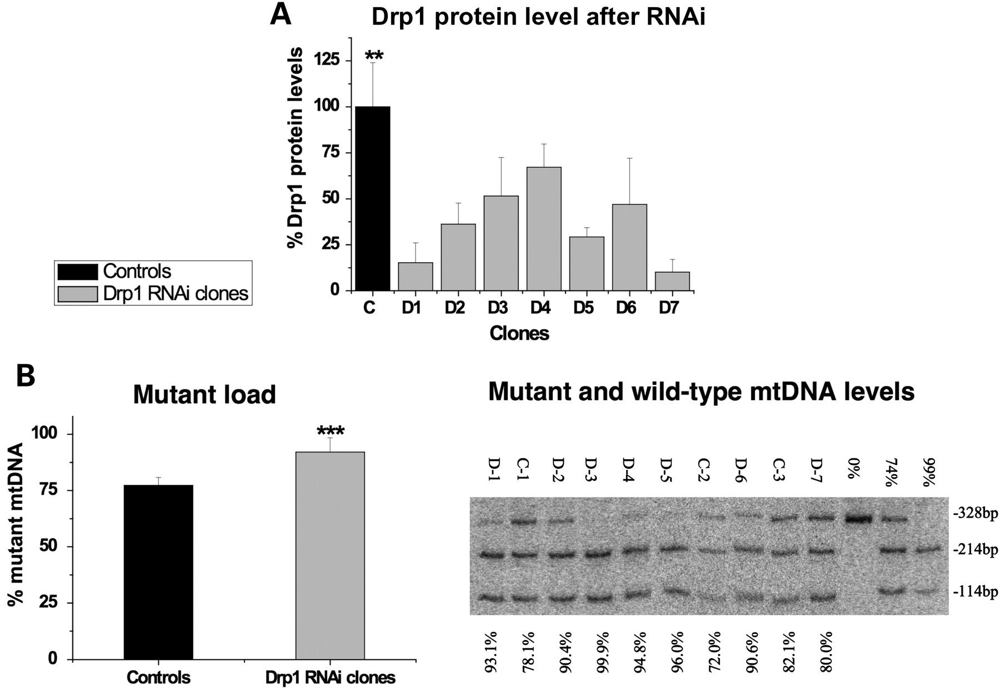 A
Drp1 protein level after RNAi
% Drp1 protein levels
125
100
75
50
25
0
**
C D1 D2 D3 D4 D5 D6 D7
Clones
Controls
Drp1 RNAi clones
B
Mutant load
% mutant mtDNA
100
75
50
25
0
***
Controls Drp1 RNAi clones
Mutant and wild-type mtDNA levels
D-1 C-1 D-2 D-3 D-4 D-5 C-2 D-6 C-3 D-7 0% 74% 99%
-328bp
-214bp
-114bp
93.1% 78.1% 90.4% 99.9% 94.8% 96.0% 72.0% 90.6% 82.1% 80.0%